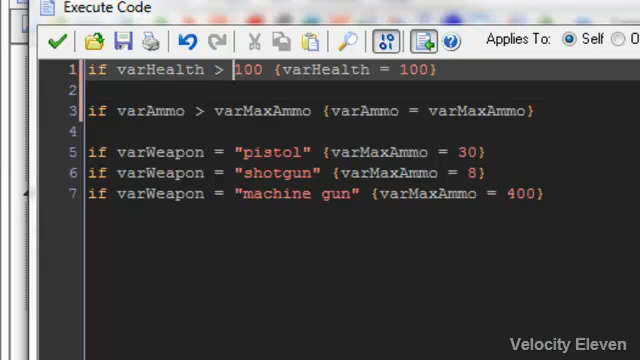 Execute Code
Applies To: Self O
1 if varHealth > 100 {varHealth = 100}
2
3 if varAmmo > varMaxAmmo {varAmmo = varMaxAmmo}
4
5 if varWeapon = "pistol" {varMaxAmmo = 30}
6 if varWeapon = "shotgun" {varMaxAmmo = 8}
7 if varWeapon = "machine gun" {varMaxAmmo = 400}
Velocity Eleven